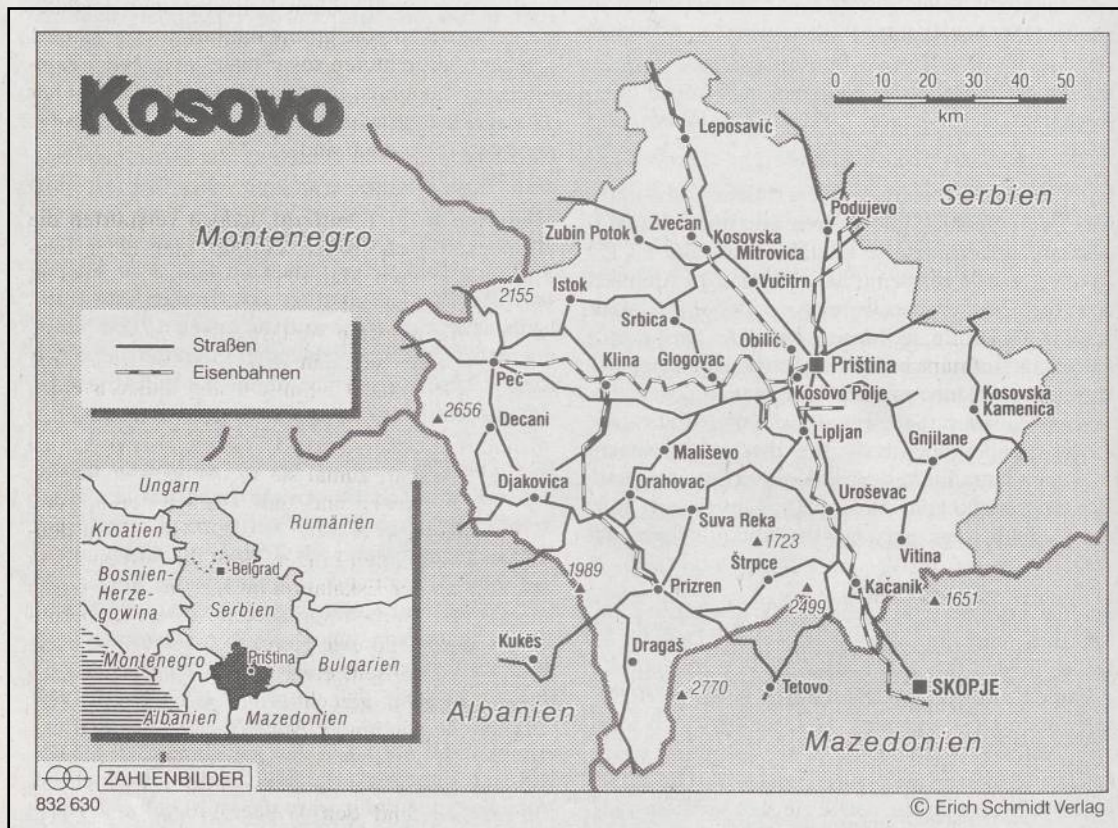 Kosovo
0 10 20 30 40 50
km
Leposavić
Serbien
Montenegro
Podujevo
Zvečan
Zubin Potok
Kosovska
Mitrovica
Vučitrn
2155
Istok
Srbica
Obilić
Straßen
Eisenbahnen
Peć
Klina
Glogovac
Priština
Kosovo Polje
Kosovska
Kamenica
2656
Decani
Lipljan
Gnjilane
Mališevo
Djakovica
Orahovac
Uroševac
Suva Reka
1723
Vitina
Štrpce
1989
Prizren
2499
Kačanik
1651
Kukës
Dragaš
2770
Tetovo
SKOPJE
Albanien
Mazedonien
Ungarn
Rumänien
Kroatien
Belgrad
Bosnien-
Herze-
gowina
Serbien
Montenegro
Priština
Bulgarien
Albanien
Mazedonien
ZAHLENBILDER
832 630
© Erich Schmidt Verlag